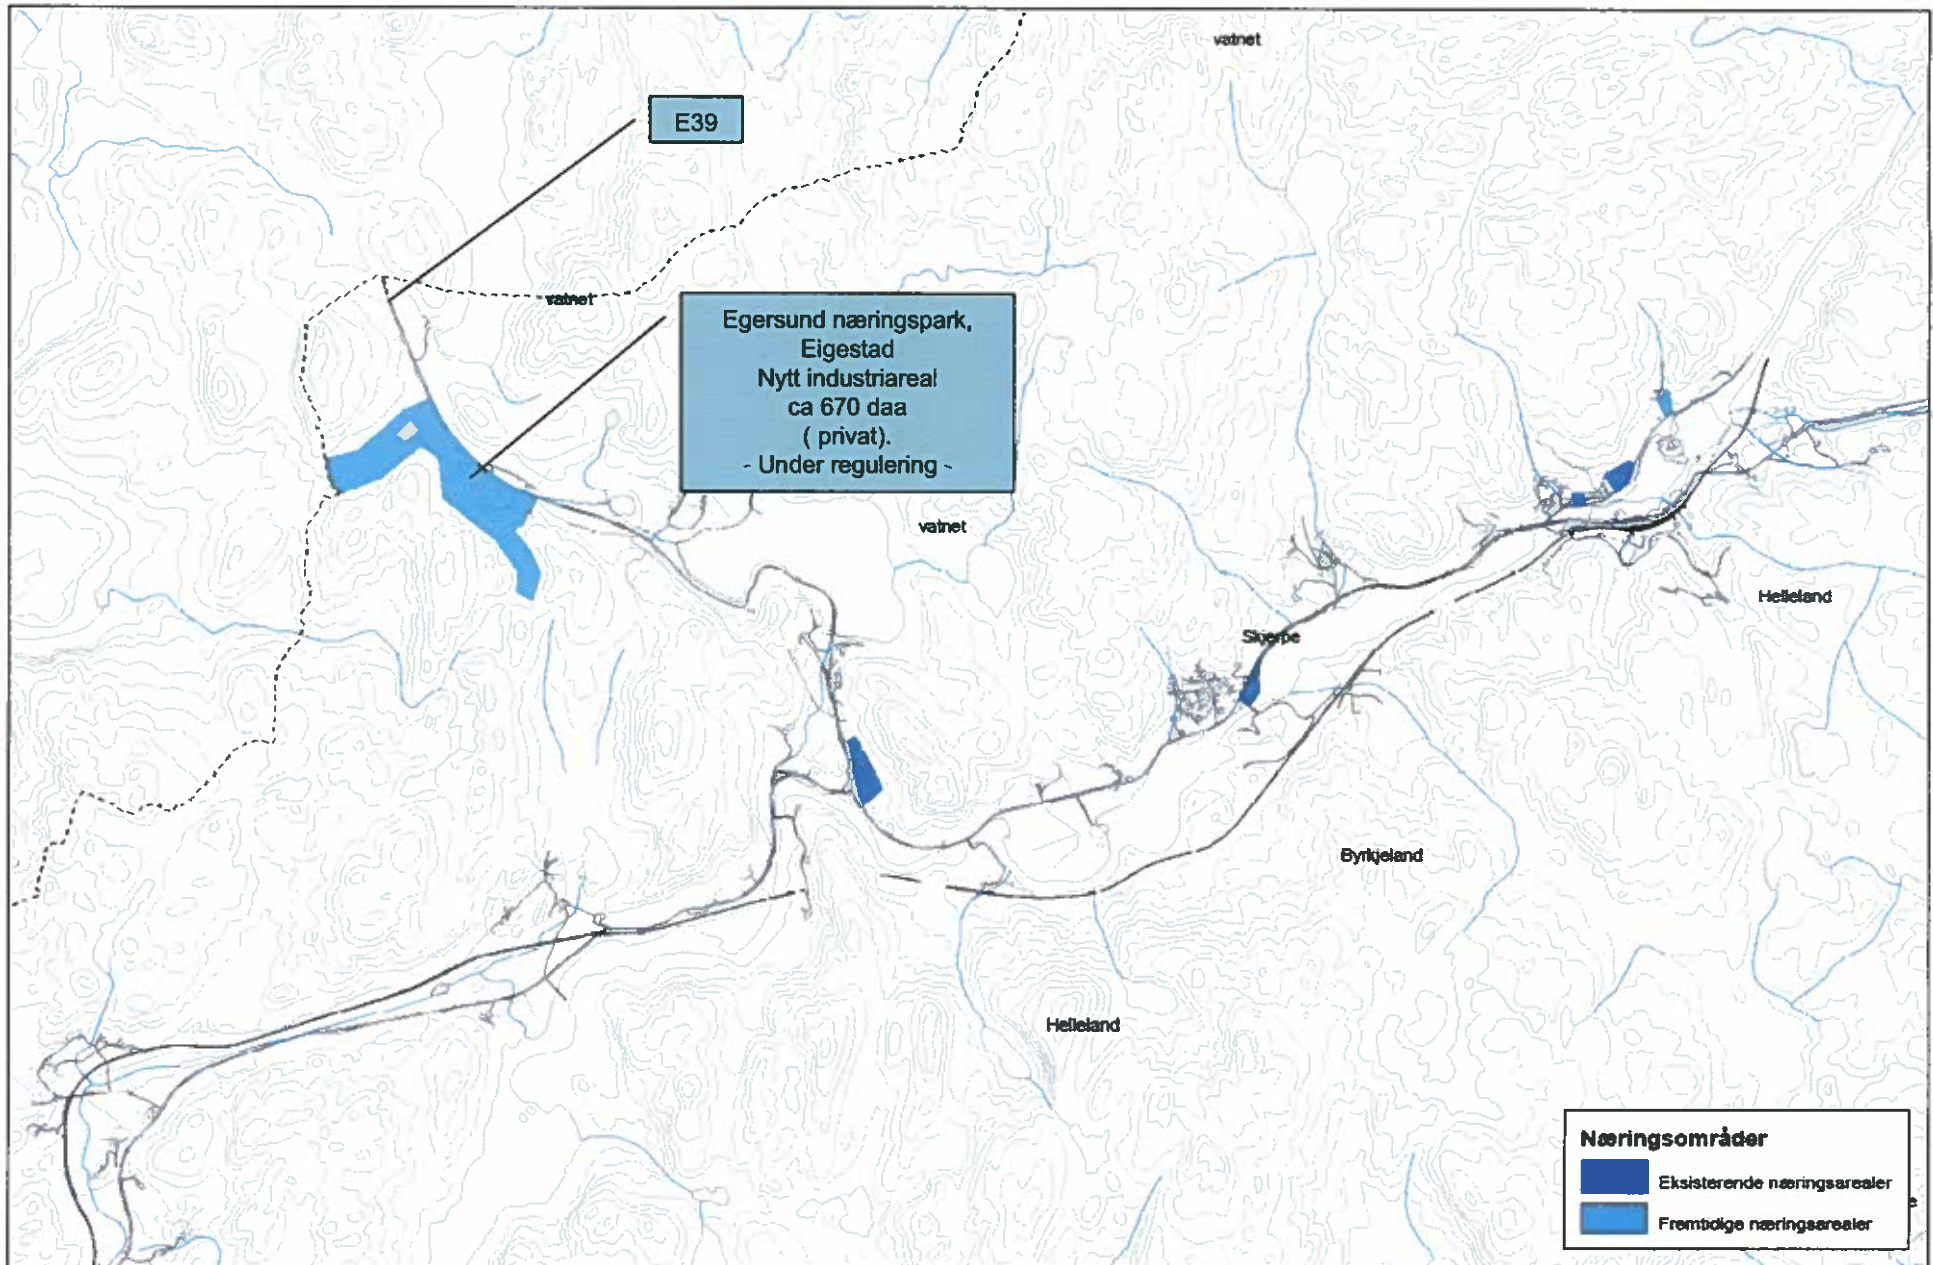 vatnet
E39
vatnet
Egersund næringspark,
Eigestad
Nytt industriareal
ca 670 daa
( privat).
- Under regulering -
vatnet
Helleland
Skjerpe
Byrkjeland
Helleland
Næringsområder
Eksisterende næringsarealer
Fremtidige næringsarealer